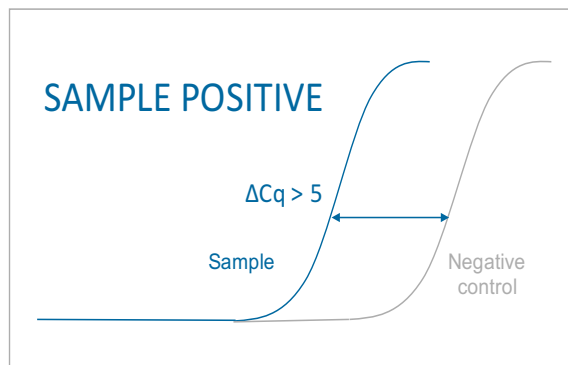 SAMPLE POSITIVE
ΔCq > 5
Sample
Negative
control